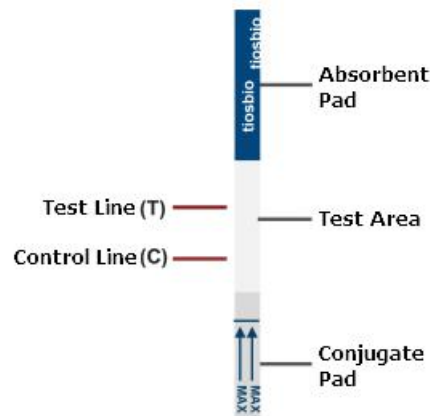 tiosbio
tiosbio
Absorbent
Pad
Test Line (T)
Test Area
Control Line (C)
Conjugate
Pad
MAX
MAX